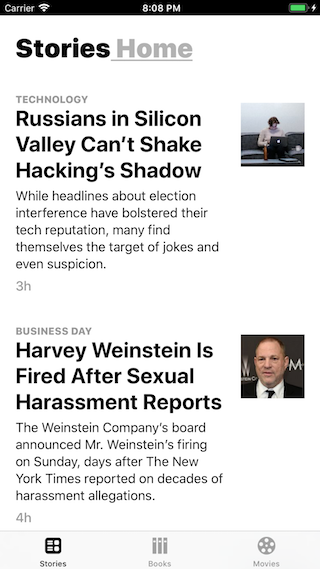 Carrier 8:08 PM
Stories Home
TECHNOLOGY
Russians in Silicon
Valley Can’t Shake
Hacking’s Shadow
While headlines about election
interference have bolstered their
tech reputation, many find
themselves the target of jokes and
even suspicion.
3h
BUSINESS DAY
Harvey Weinstein Is
Fired After Sexual
Harassment Reports
The Weinstein Company’s board
announced Mr. Weinstein’s firing
on Sunday, days after The New
York Times reported on decades of
harassment allegations.
4h
Stories Books Movies